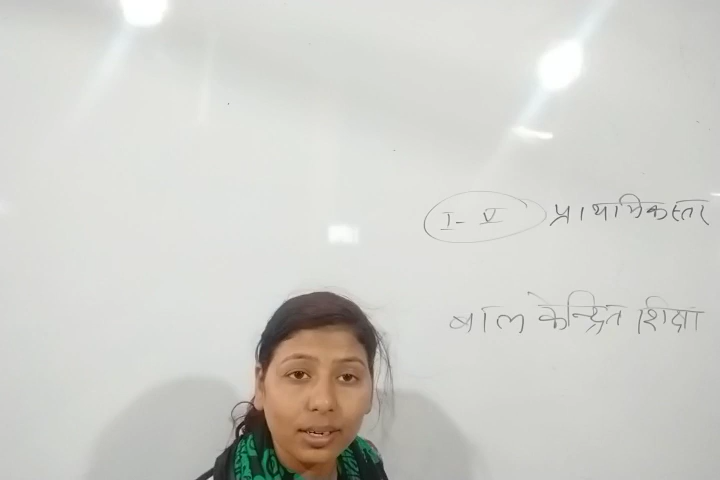 I - V प्राथमिक स्तर
बाल केन्द्रित शिक्षा